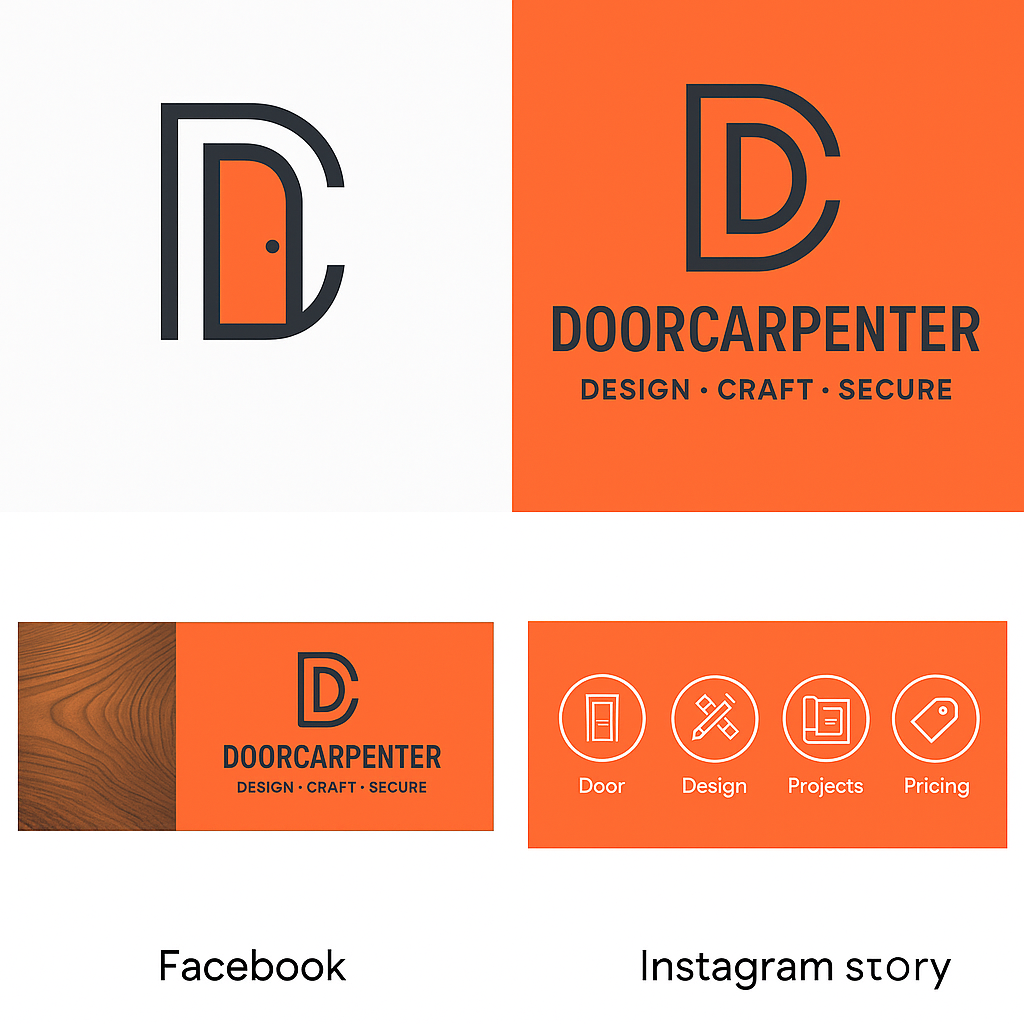 DOORCARPENTER
DESIGN · CRAFT · SECURE
DOORCARPENTER
DESIGN · CRAFT · SECURE
Door
Design
Projects
Pricing
Facebook
Instagram story